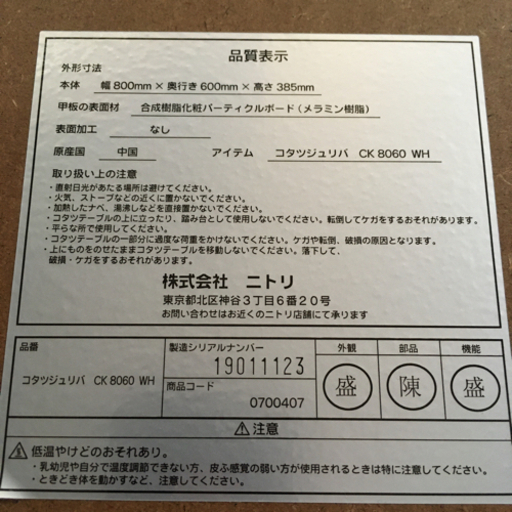 品質表示
外形寸法
本体 幅800mm×奥行き600mm×高さ385mm
甲板の表面材 合成樹脂化粧パーティクルボード(メラミン樹脂)
表面加工 なし
原産国 中国 アイテム コタツジュリパ CK 8060 WH
取り扱い上の注意
・直射日光があたる場所は避けてください。
・火気、ストーブなどの近くに置かないでください。
・加熱したナベ、湯沸しなどを直接置かないでください。
・コタツテーブルの上に立ったり、踏み台として使用しないでください。転倒してケガをするおそれがあります。
・平らな所で使用してください。
・コタツテーブルの一部分に過度な荷重をかけないでください。ケガや転倒、破損の原因となります。
・上にものをのせたままコタツテーブルを移動しないでください。落下して、
破損・ケガをするおそれがあります。
株式会社 ニトリ
東京都北区神谷3丁目6番20号
お問い合わせはお近くのニトリ店舗にて承ります
品番 製造シリアルナンバー 外観 部品 機能
19011123
コタツジュリパ CK 8060 WH 商品コード 盛 陳 盛
0700407
⚠注意
低温やけどのおそれあり。
・乳幼児や自分で温度調節できない方、皮ふ感覚の弱い方が使用されるときは特に注意してください。
・ときどき体を動かすなど、注意してください。